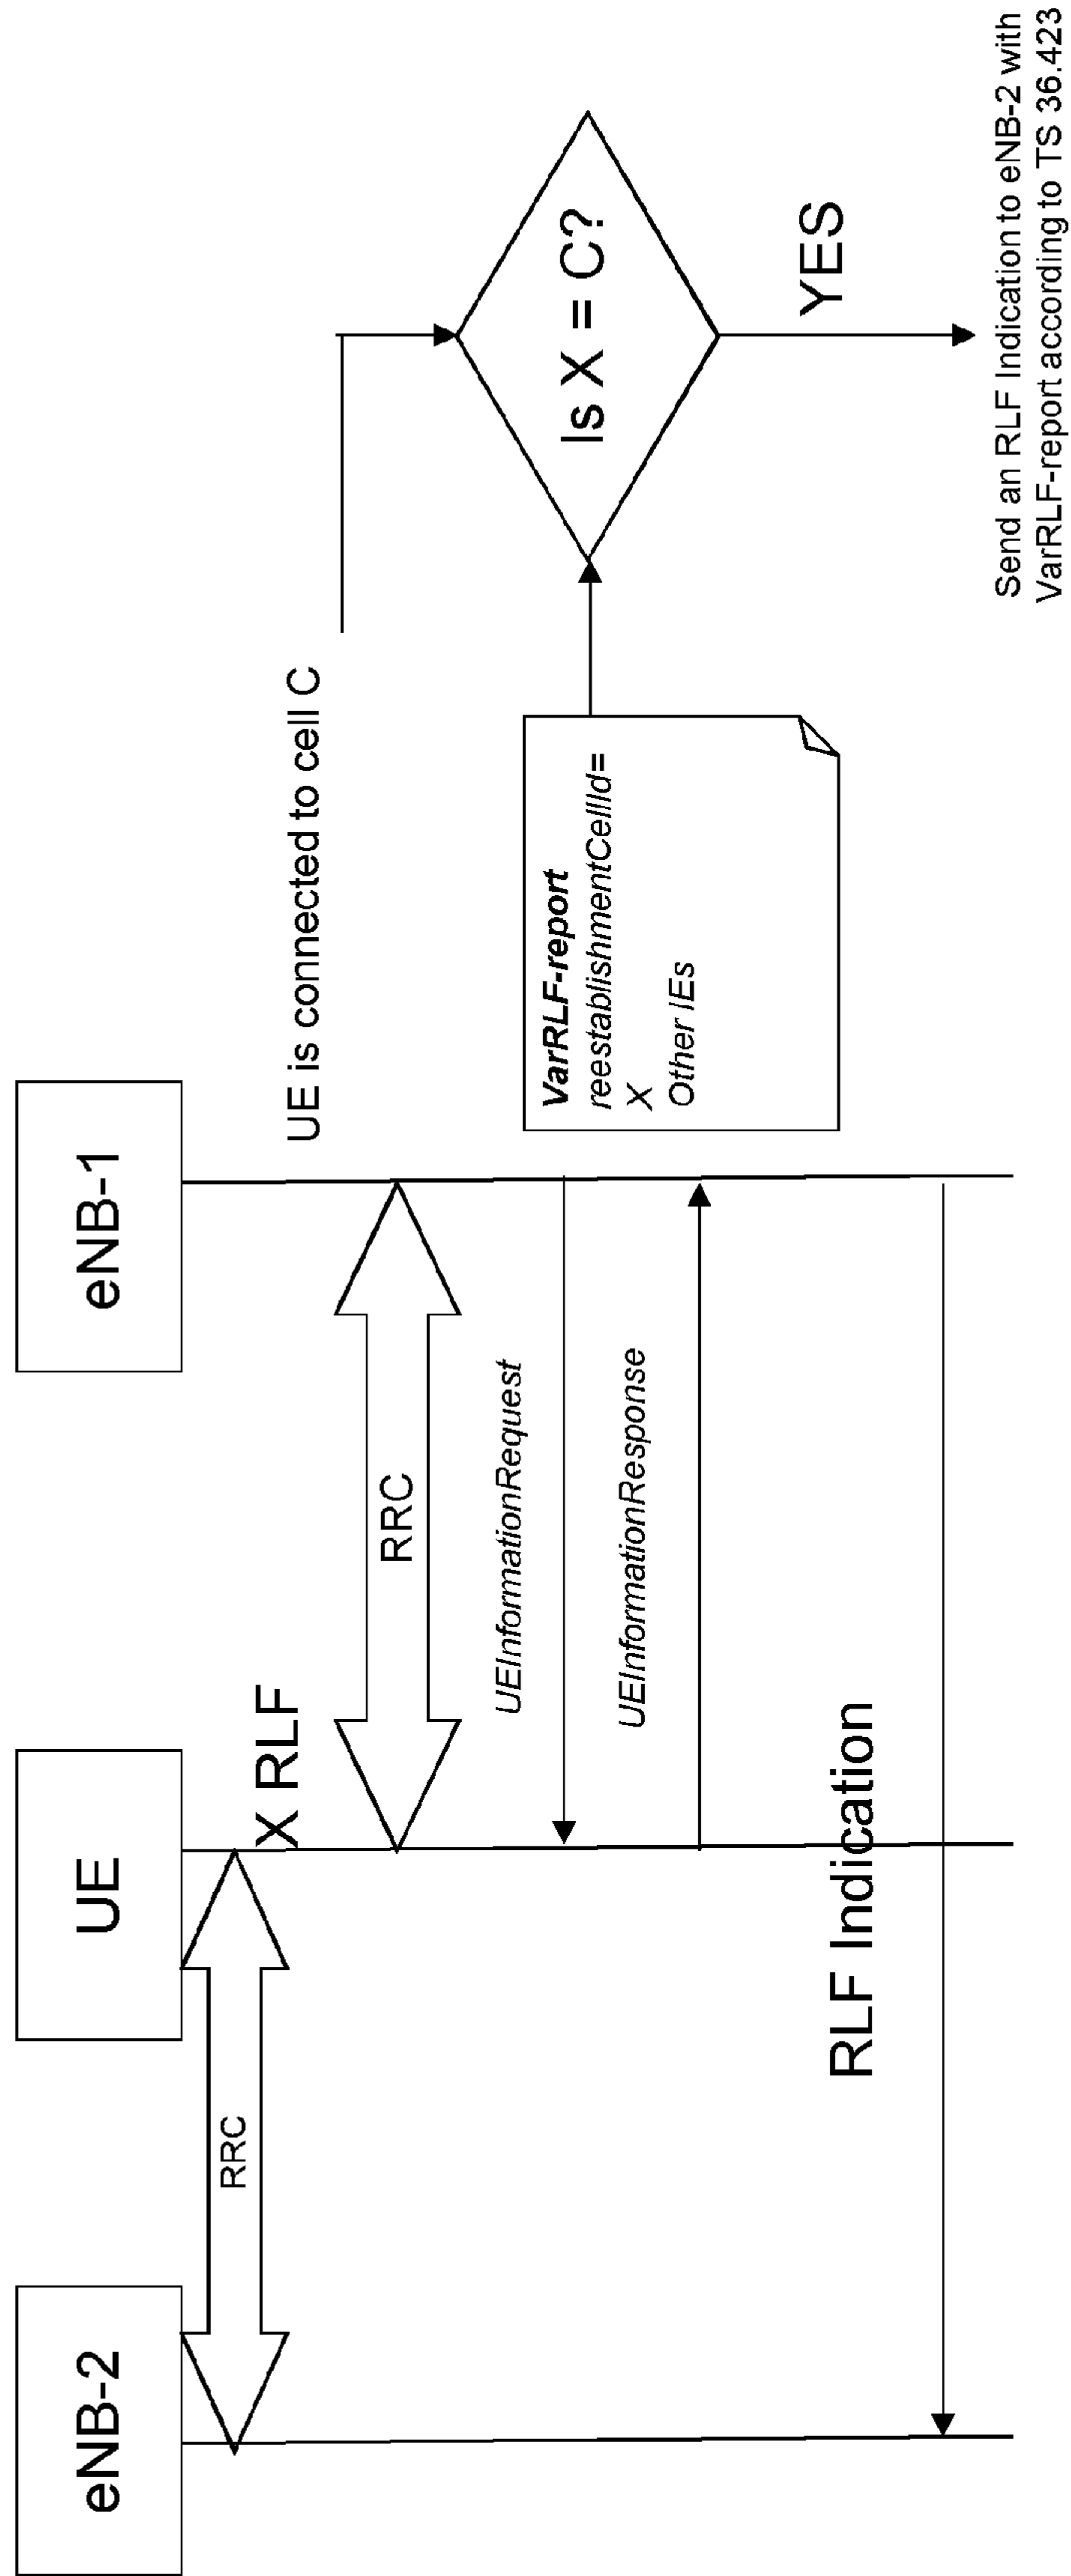 eNB-2
UE
eNB-1
RRC
X RLF
RRC
UE is connected to cell C
UEInformationRequest
UEInformationResponse
VarRLF-report
reestablishmentCellId=
X
Other IEs
Is X = C?
YES
RLF Indication
Send an RLF Indication to eNB-2 with
VarRLF-report according to TS 36.423